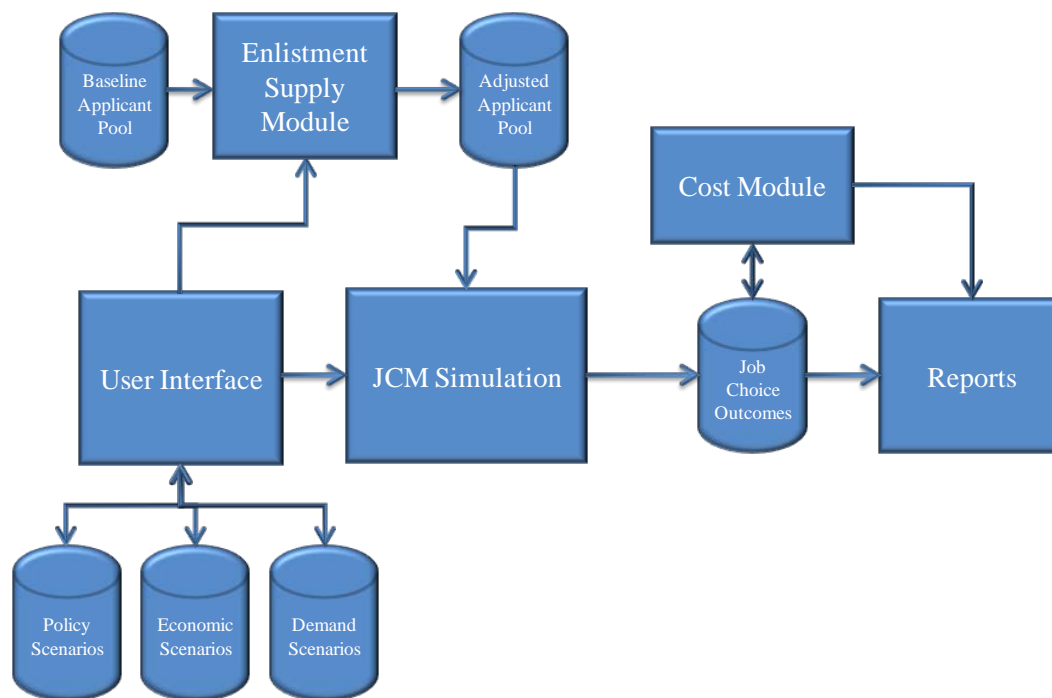 Baseline
Applicant
Pool
Enlistment
Supply
Module
Adjusted
Applicant
Pool
Cost Module
User Interface
JCM Simulation
Job
Choice
Outcomes
Reports
Policy
Scenarios
Economic
Scenarios
Demand
Scenarios